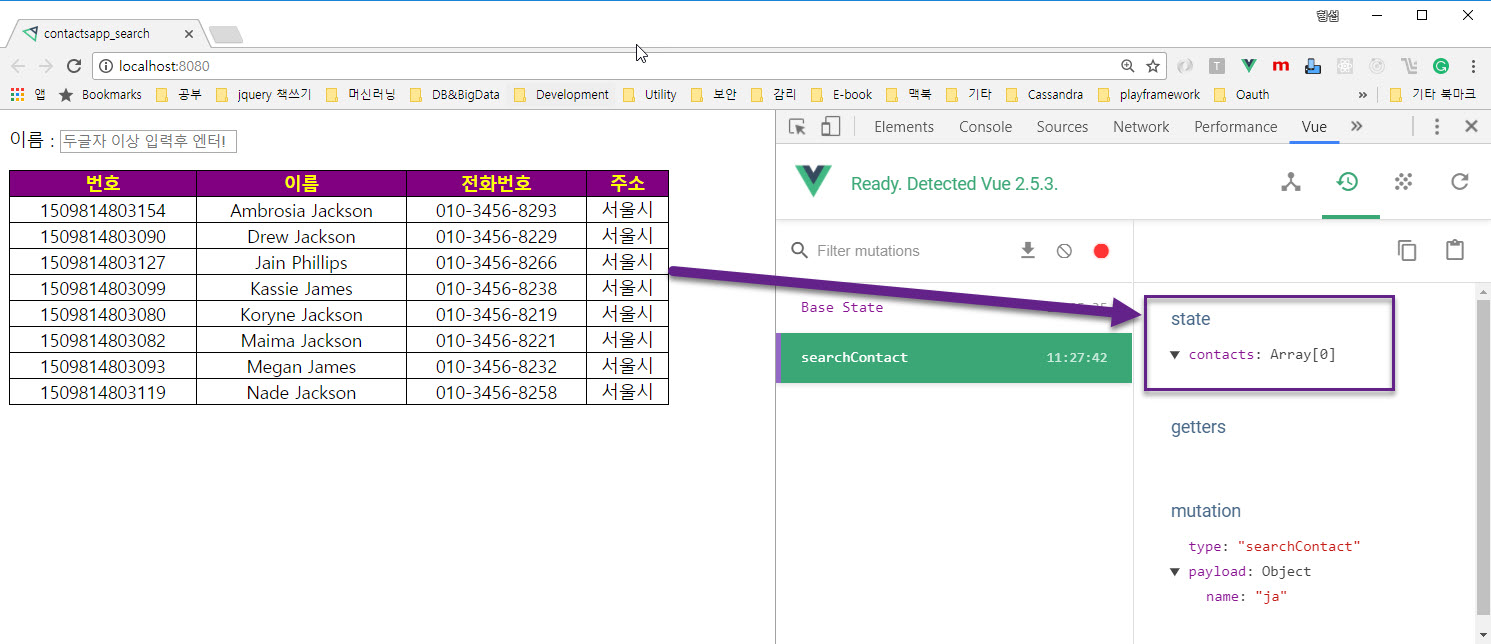 형섭
contactsapp_search
localhost:8080
앱 Bookmarks 공부 jquery 책쓰기 머신러닝 DB&BigData Development Utility 보안 감리 E-book 맥북 기타 Cassandra playframework Oauth » 기타 북마크
이름 : 두글자 이상 입력후 엔터!
번호 이름 전화번호 주소
1509814803154 Ambrosia Jackson 010-3456-8293 서울시
1509814803090 Drew Jackson 010-3456-8229 서울시
1509814803127 Jain Phillips 010-3456-8266 서울시
1509814803099 Kassie James 010-3456-8238 서울시
1509814803080 Koryne Jackson 010-3456-8219 서울시
1509814803082 Maima Jackson 010-3456-8221 서울시
1509814803093 Megan James 010-3456-8232 서울시
1509814803119 Nade Jackson 010-3456-8258 서울시
Elements Console Sources Network Performance Vue »
Ready. Detected Vue 2.5.3.
Filter mutations
Base State
searchContact 11:27:42
state
contacts: Array[0]
getters
mutation
type: "searchContact"
payload: Object
name: "ja"